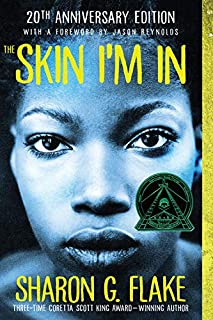 20TH ANNIVERSARY EDITION
WITH A FOREWORD BY JASON REYNOLDS
THE
SKIN I'M IN
SHARON G. FLAKE
THREE-TIME CORETTA SCOTT KING AWARD–WINNING AUTHOR